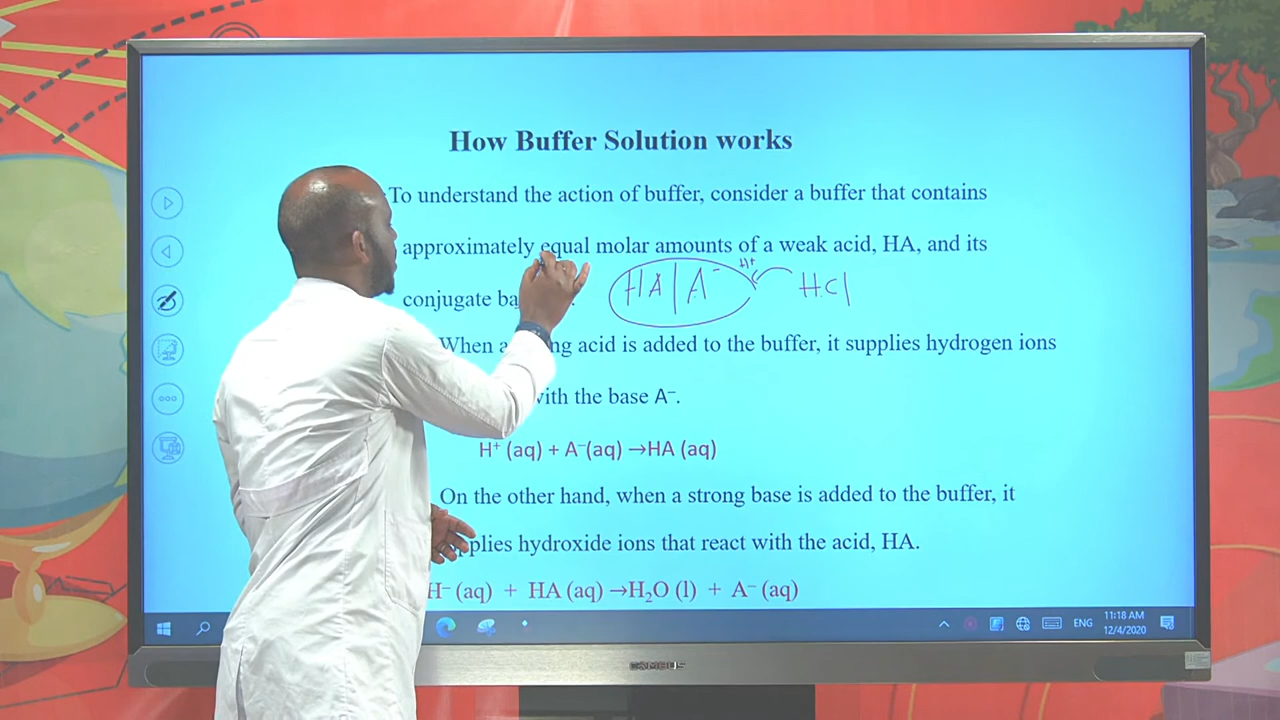 How Buffer Solution works
To understand the action of buffer, consider a buffer that contains
approximately equal molar amounts of a weak acid, HA, and its
H+
HA | A⁻ HCl
conjugate
When a acid is added to the buffer, it supplies hydrogen ions
with the base A⁻.
H⁺ (aq) + A⁻(aq) →HA (aq)
On the other hand, when a strong base is added to the buffer, it
hydroxide ions that react with the acid, HA.
H⁻ (aq) + HA (aq) →H₂O (l) + A⁻ (aq)
ENG
11:18 AM
12/4/2020